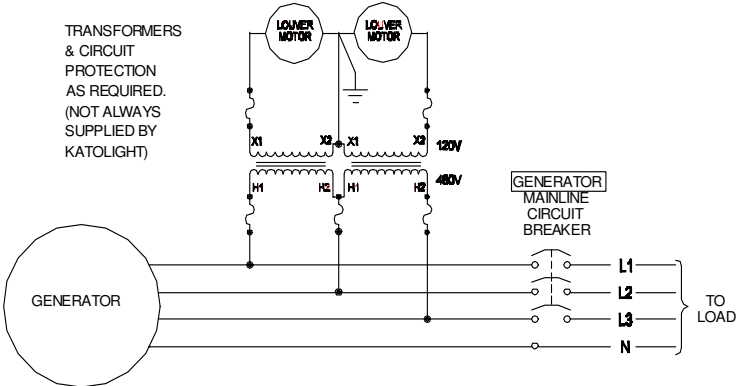 TRANSFORMERS
& CIRCUIT
PROTECTION
AS REQUIRED.
(NOT ALWAYS
SUPPLIED BY
KATOLIGHT)
LOUVER
MOTOR
LOUVER
MOTOR
X1 X2 X1 X2 120V
H1 H2 H1 H2 480V
GENERATOR
MAINLINE
CIRCUIT
BREAKER
GENERATOR
L1
L2
L3
N
TO
LOAD